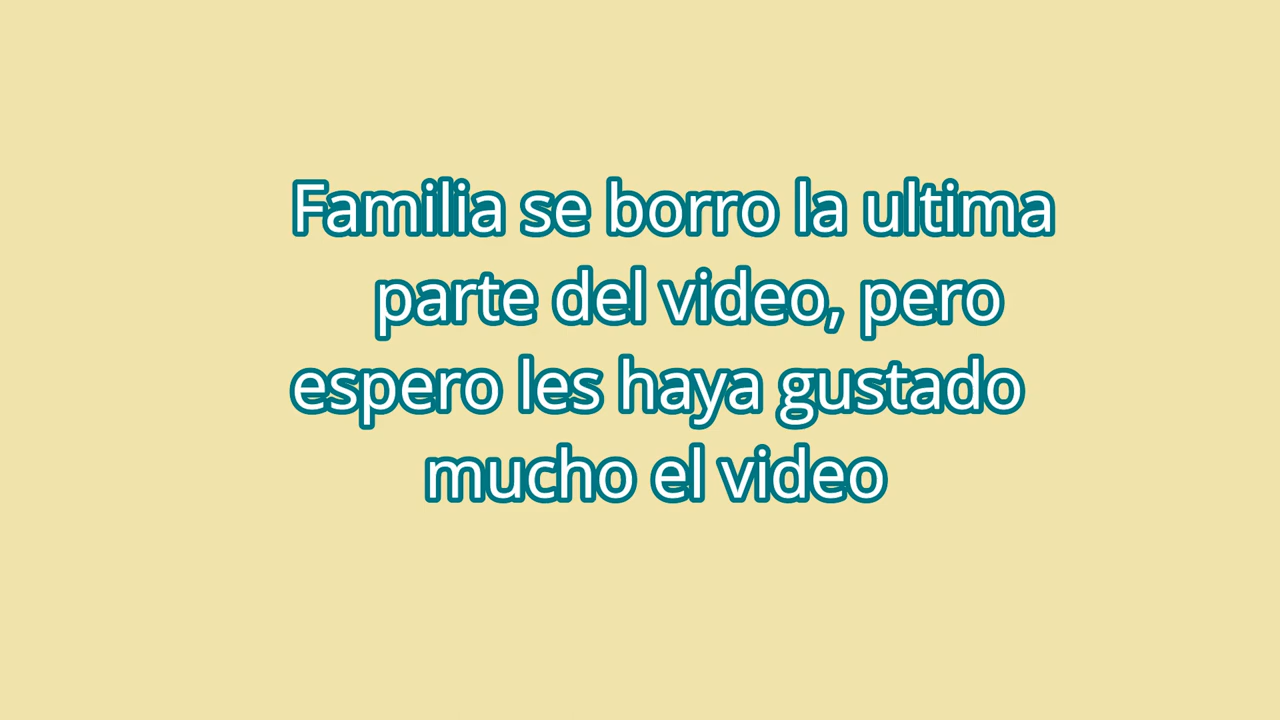 Familia se borro la ultima
parte del video, pero
espero les haya gustado
mucho el video